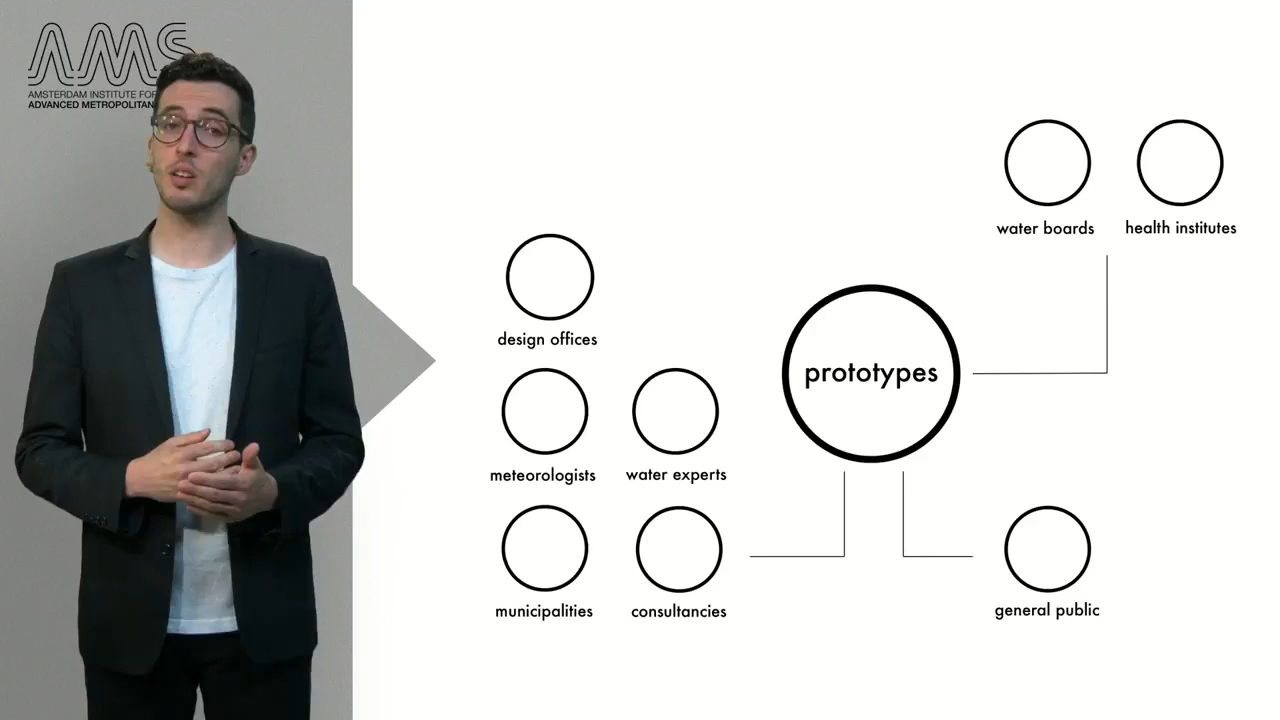 AMS
AMSTERDAM INSTITUTE FOR
ADVANCED METROPOLITAN
water boards
health institutes
design offices
prototypes
meteorologists
water experts
municipalities
consultancies
general public